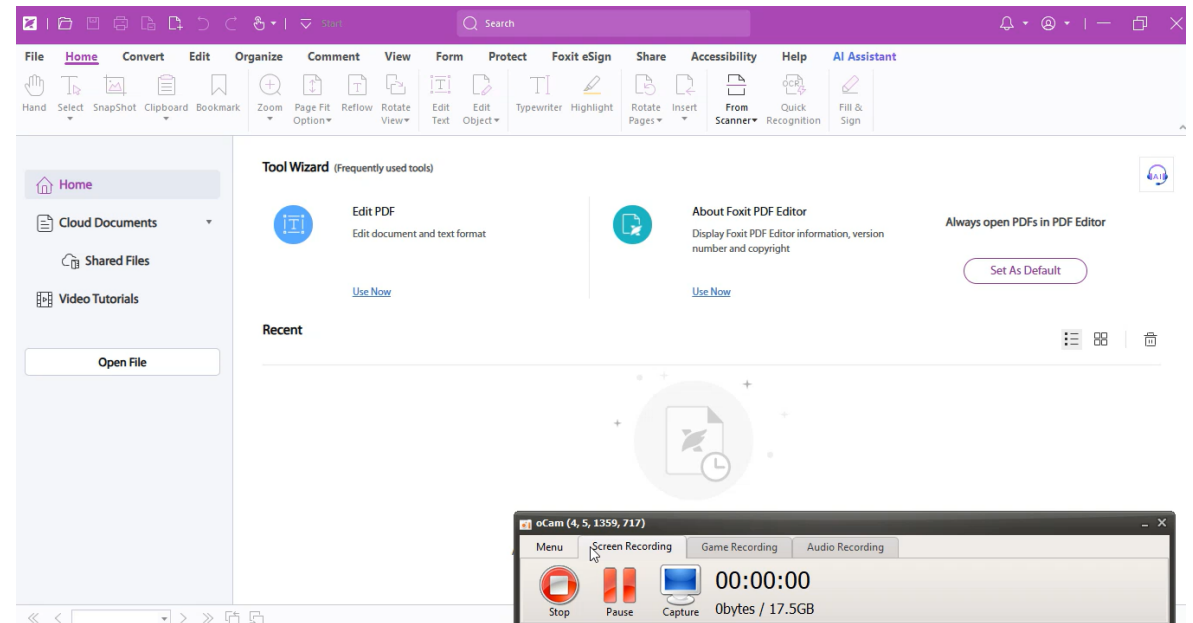 Start
Search
File Home Convert Edit Organize Comment View Form Protect Foxit eSign Share Accessibility Help AI Assistant
Hand Select SnapShot Clipboard Bookmark Zoom Page Fit Option Reflow Rotate View Edit Text Edit Object Typewriter Highlight Rotate Pages Insert From Scanner OCR Quick Recognition Fill & Sign
Home
Cloud Documents
Shared Files
Video Tutorials
Open File
Tool Wizard (Frequently used tools)
AI
Edit PDF
Edit document and text format
Use Now
About Foxit PDF Editor
Display Foxit PDF Editor information, version
number and copyright
Use Now
Always open PDFs in PDF Editor
Set As Default
Recent
oCam (4, 5, 1359, 717)
Menu Screen Recording Game Recording Audio Recording
Stop Pause Capture
00:00:00
0bytes / 17.5GB